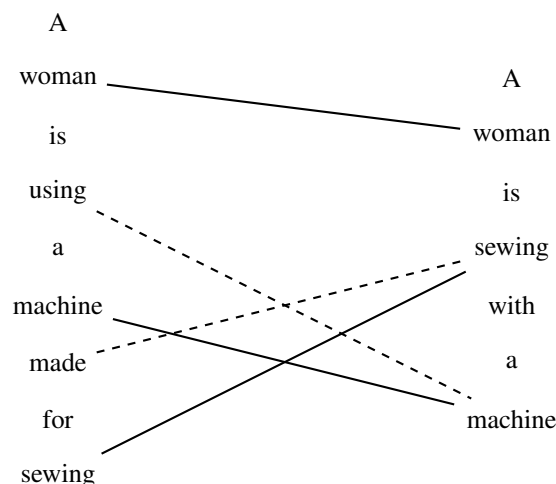 A
woman
is
using
a
machine
made
for
sewing
A
woman
is
sewing
with
a
machine